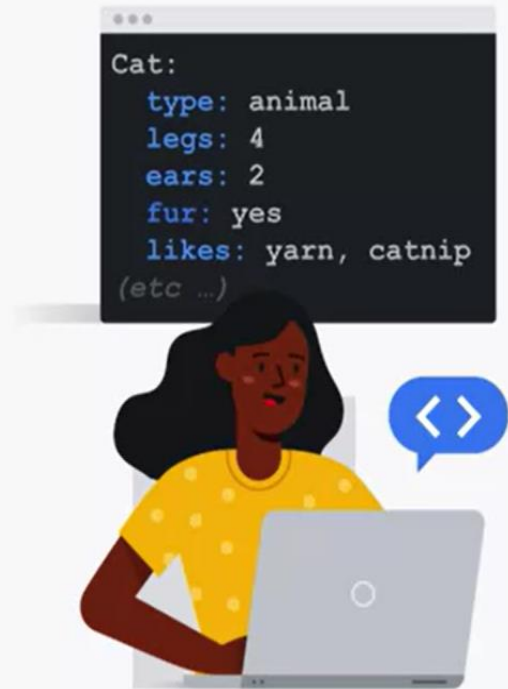 Cat:
type: animal
legs: 4
ears: 2
fur: yes
likes: yarn, catnip
(etc …)
< >